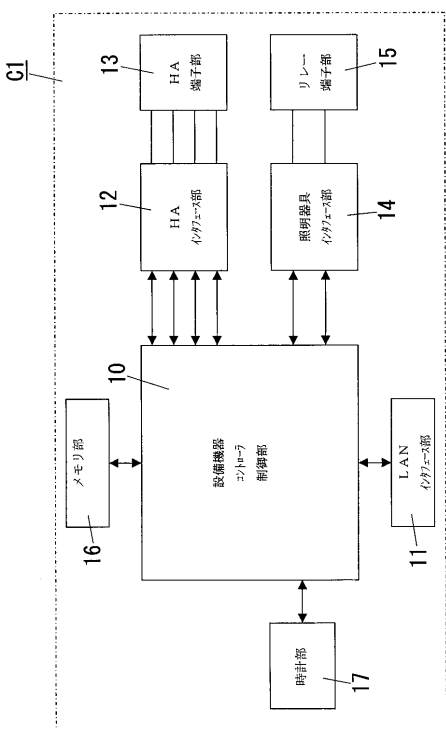 C1
13
HA
端子部
15
リレー
端子部
12
HA
インタフェース部
14
照明器具
インタフェース部
10
設備機器
コントローラ
制御部
16
メモリ部
11
LAN
インタフェース部
17
時計部